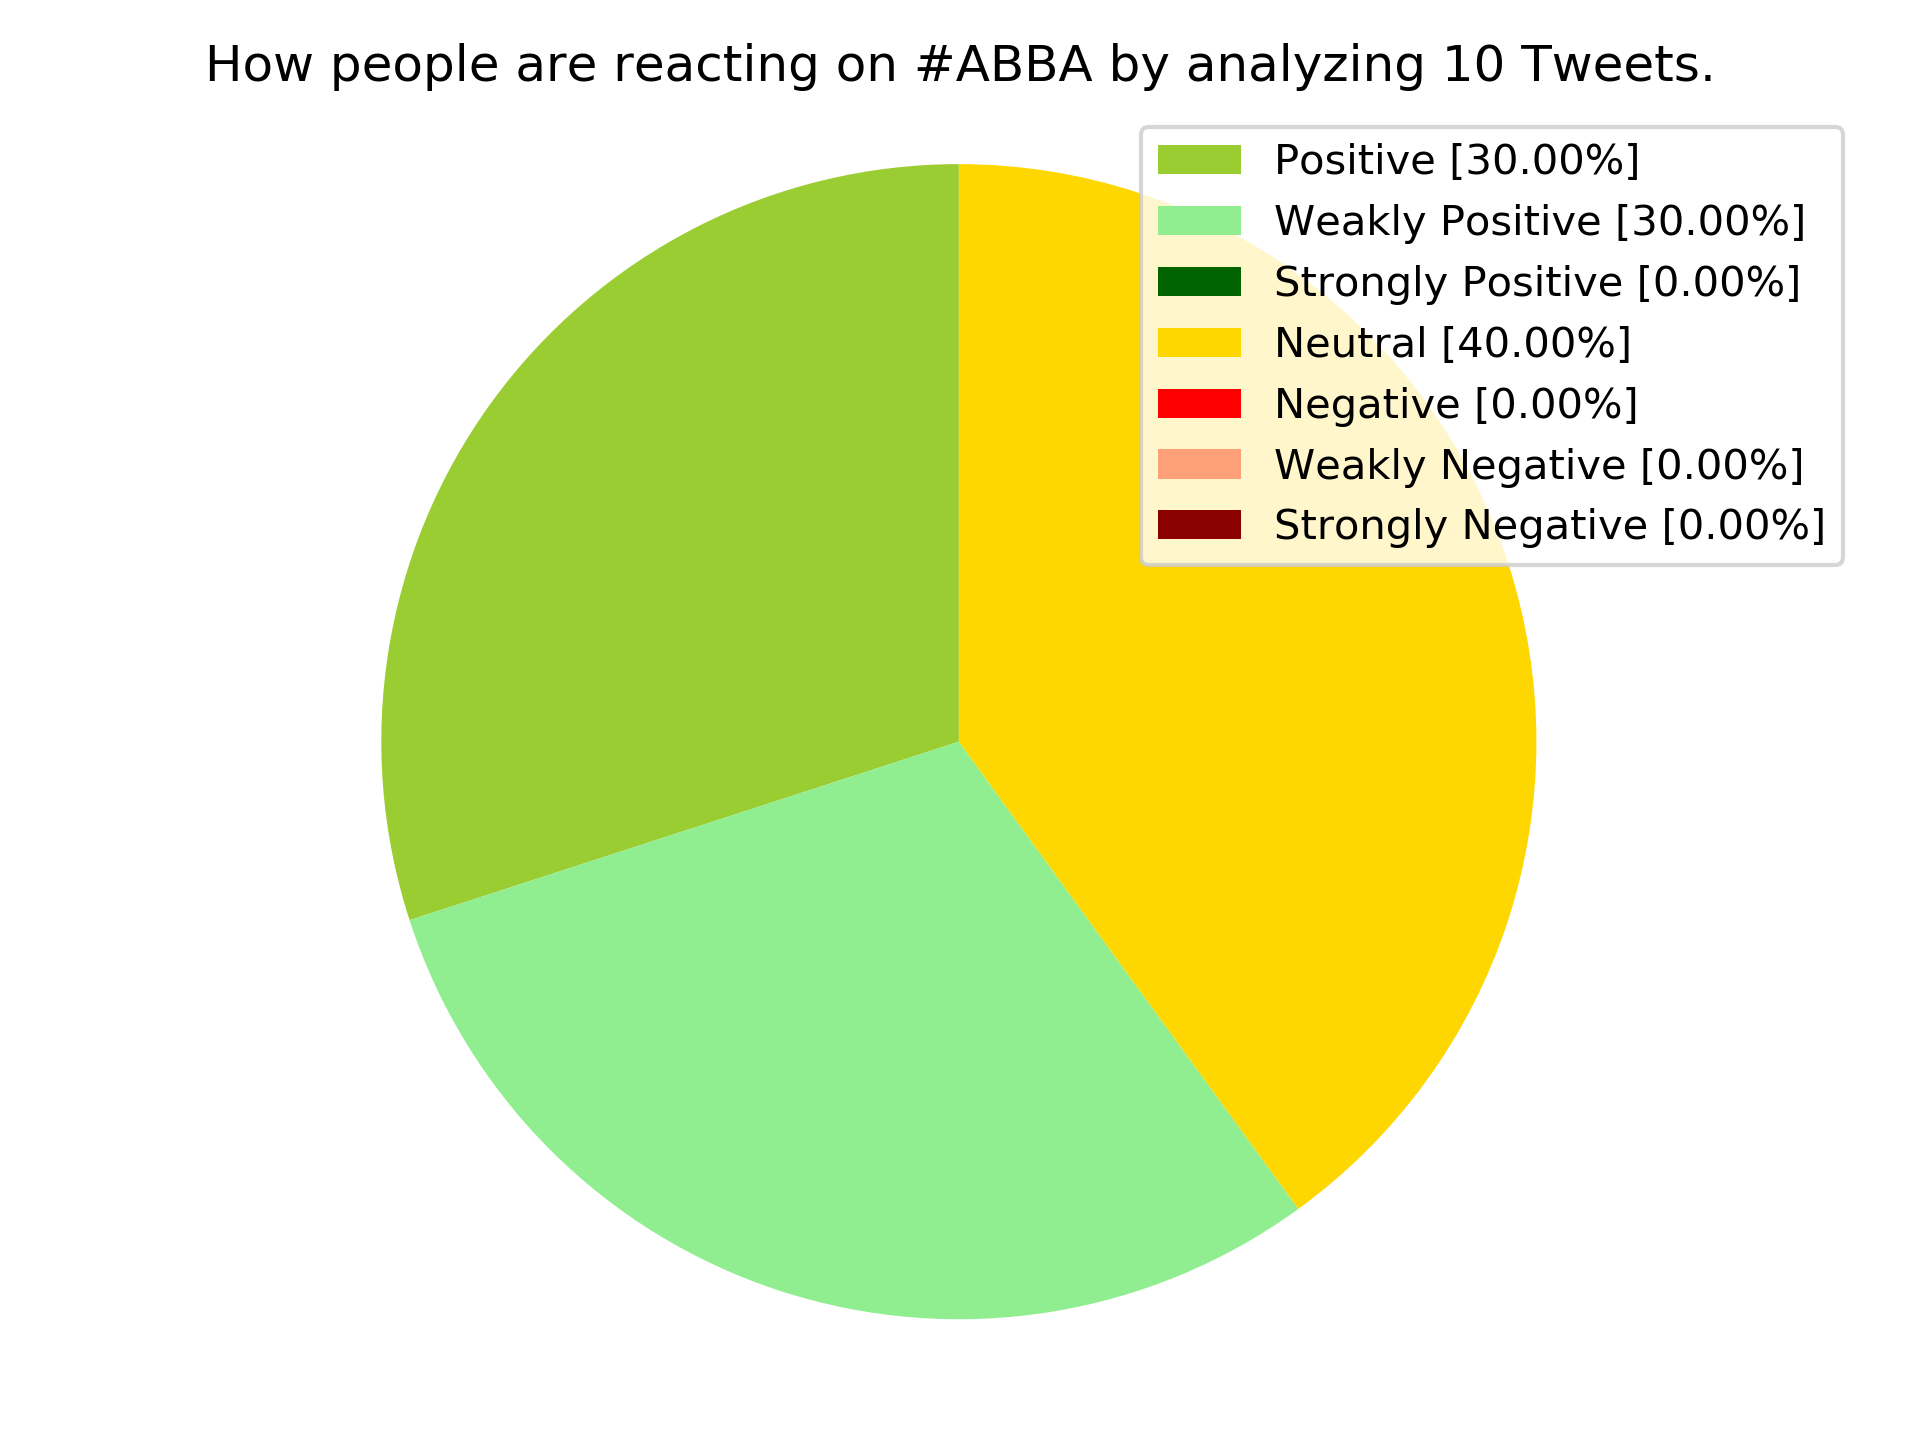 How people are reacting on #ABBA by analyzing 10 Tweets.
Positive [30.00%]
Weakly Positive [30.00%]
Strongly Positive [0.00%]
Neutral [40.00%]
Negative [0.00%]
Weakly Negative [0.00%]
Strongly Negative [0.00%]